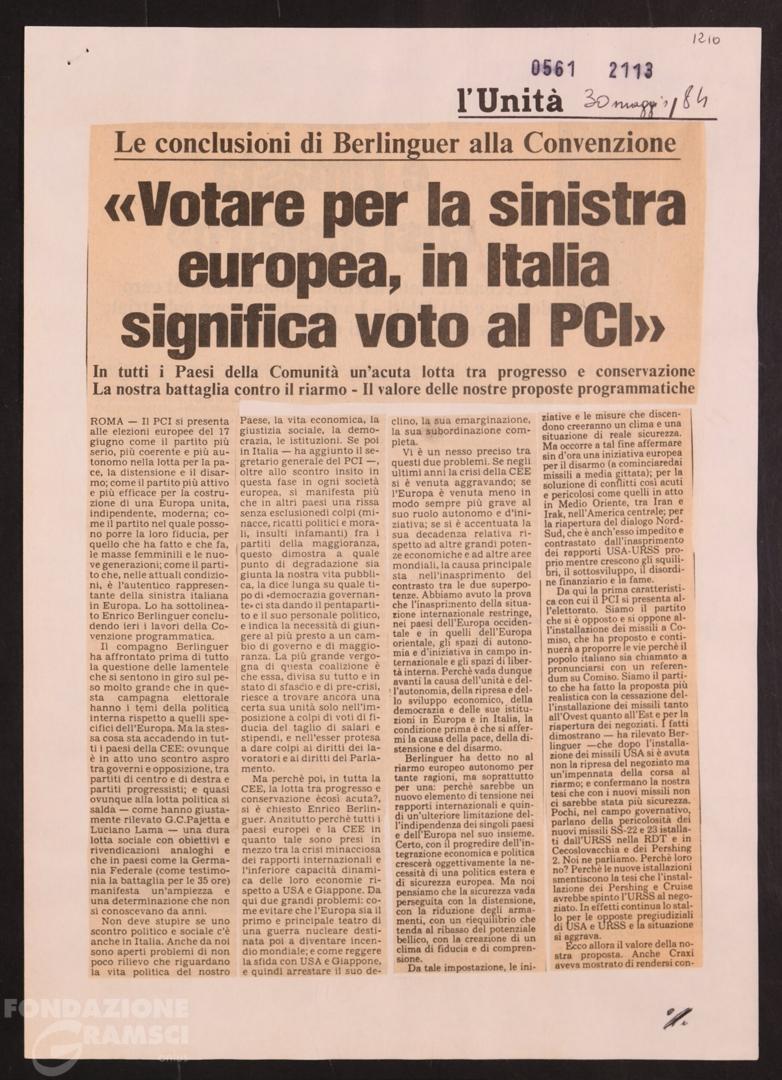 1210
0561 2113
l'Unità 30 maggio/84
Le conclusioni di Berlinguer alla Convenzione
«Votare per la sinistra
europea, in Italia
significa voto al PCI»
In tutti i Paesi della Comunità un'acuta lotta tra progresso e conservazione
La nostra battaglia contro il riarmo - Il valore delle nostre proposte programmatiche
ROMA — Il PCI si presenta
alle elezioni europee del 17
giugno come il partito più
serio, più coerente e più au-
tonomo nella lotta per la pa-
ce, la distensione e il disar-
mo; come il partito più attivo
e più efficace per la costru-
zione di una Europa unita,
indipendente, moderna; co-
me il partito nel quale posso-
no porre la loro fiducia, per
quello che ha fatto e che fa,
le masse femminili e le nuo-
ve generazioni; come il parti-
to che, nelle attuali condizio-
ni, è l'autentico rappresen-
tante della sinistra italiana
in Europa. Lo ha sottolinea-
to Enrico Berlinguer conclu-
dendo ieri i lavori della Co-
venzione programmatica.
Il compagno Berlinguer
ha affrontato prima di tutto
la questione delle lamentele
che si sentono in giro sul pe-
so molto grande che in que-
sta campagna elettorale
hanno i temi della politica
interna rispetto a quelli spe-
cifici dell'Europa. Ma la stes-
sa cosa sta accadendo in tut-
ti i paesi della CEE: ovunque
è in atto uno scontro aspro
tra governi e opposizione, tra
partiti di centro e di destra e
partiti progressisti; e quasi
ovunque alla lotta politica si
salda — come hanno giusta-
mente rilevato G.C.Pajetta e
Luciano Lama — una dura
lotta sociale con obiettivi e
rivendicazioni analoghi e
che in paesi come la Germa-
nia Federale (come testimo-
nia la battaglia per le 35 ore)
manifesta un'ampiezza e
una determinazione che non
si conoscevano da anni.
Non deve stupire se uno
scontro politico e sociale c'è
anche in Italia. Anche da noi
sono aperti problemi di non
poco rilievo che riguardano
la vita politica del nostro
Paese, la vita economica, la
giustizia sociale, la demo-
crazia, le istituzioni. Se poi
in Italia — ha aggiunto il se-
gretario generale del PCI —,
oltre allo scontro insito in
questa fase in ogni società
europea, si manifesta più
che in altri paesi una rissa
senza esclusionedi colpi (mi-
nacce, ricatti politici e mora-
li, insulti infamanti) fra i
partiti della maggioranza,
questo dimostra a quale
punto di degradazione sia
giunta la nostra vita pubbli-
ca, la dice lunga su quale ti-
po di «democrazia governan-
te» ci sta dando il pentaparti-
to e il suo personale politico,
e indica la necessità di giun-
gere al più presto a un cam-
bio di governo e di maggio-
ranza. La più grande vergo-
gna di questa coalizione è
che essa, divisa su tutto e in
stato di sfascio e di pre-crisi,
riesce a trovare ancora una
certa sua unità solo nell'im-
posizione a colpi di voti di fi-
ducia del taglio di salari e
stipendi, e nell'esser protesa
a dare colpi ai diritti dei la-
voratori e ai diritti del Parla-
mento.
Ma perchè poi, in tutta la
CEE, la lotta tra progresso e
conservazione ècosì acuta?,
si è chiesto Enrico Berlin-
guer. Anzitutto perchè tutti i
paesi europei e la CEE in
quanto tale sono presi in
mezzo tra la crisi minacciosa
dei rapporti internazionali e
l'inferiore capacità dinami-
ca delle loro economie ri-
spetto a USA e Giappone. Da
qui due grandi problemi: co-
me evitare che l'Europa sia il
primo e principale teatro di
una guerra nucleare desti-
nata poi a diventare incen-
dio mondiale; e come reggere
la sfida con USA e Giappone,
e quindi arrestare il suo de-
clino, la sua emarginazione,
la sua subordinazione com-
pleta.
Vi è un nesso preciso tra
questi due problemi. Se negli
ultimi anni la crisi della CEE
si è venuta aggravando; se
l'Europa è venuta meno in
modo sempre più grave al
suo ruolo autonomo e d'ini-
ziativa; se si è accentuata la
sua decadenza relativa ri-
spetto ad altre grandi poten-
ze economiche e ad altre aree
mondiali, la causa principale
sta nell'inasprimento del
contrasto tra le due superpo-
tenze. Abbiamo avuto la prova
che l'inasprimento della situa-
zione internazionale restringe,
nei paesi dell'Europa occiden-
tale e in quelli dell'Europa
orientale, gli spazi di autono-
mia e d'iniziativa in campo in-
ternazionale e gli spazi di liber-
tà interna. Perchè vada dunque
avanti la causa dell'unità e del-
l'autonomia, della ripresa e del-
lo sviluppo economico, della
democrazia e delle sue istitu-
zioni in Europa e in Italia, la
condizione prima è che si affer-
mi la causa della pace, della di-
stensione e del disarmo.
Berlinguer ha detto no al
riarmo europeo autonomo per
tante ragioni, ma soprattutto
per una: perchè sarebbe un
nuovo elemento di tensione nei
rapporti internazionali e quin-
di un'ulteriore limitazione del-
l'indipendenza dei singoli paesi
e dell'Europa nel suo insieme.
Certo, con il progredire dell'in-
tegrazione economica e politica
crescerà oggettivamente la ne-
cessità di una politica estera e
di sicurezza europea. Ma noi
pensiamo che la sicurezza vada
perseguita con la distensione,
con la riduzione degli arma-
menti, con un riequilibrio che
tenda al ribasso del potenziale
bellico, con la creazione di un
clima di fiducia e di compren-
sione.
Da tale impostazione, le ini-
ziative e le misure che discen-
dono creeranno un clima e una
situazione di reale sicurezza.
Ma occorre a tal fine affermare
sin d'ora una iniziativa europea
per il disarmo (a cominciaredai
missili a media gittata); per la
soluzione di conflitti così acuti
e pericolosi come quelli in atto
in Medio Oriente, tra Iran e
Irak, nell'America centrale; per
la riapertura del dialogo Nord-
Sud, che è anch'esso impedito e
contrastato dall'inasprimento
dei rapporti USA-URSS pro-
prio mentre crescono gli squili-
bri, il sottosviluppo, il disordi-
ne finanziario e la fame.
Da qui la prima caratteristi-
ca con cui il PCI si presenta al-
l'elettorato. Siamo il partito
che si è opposto e si oppone al-
l'installazione dei missili a Co-
miso, che ha proposto e conti-
nuerà a proporre le vie perchè il
popolo italiano sia chiamato a
pronunciarsi con un referen-
dum su Comiso. Siamo il parti-
to che ha fatto la proposta più
realistica con la cessazione del-
l'installazione dei missili tanto
all'Ovest quanto all'Est e per la
riapertura dei negoziati. I fatti
dimostrano — ha rilevato Ber-
linguer —che dopo l'installa-
zione dei missili USA si è avuta
non la ripresa del negoziato ma
un'impennata della corsa al
riarmo; e confermano la nostra
tesi che con i nuovi missili non
ci sarebbe stata più sicurezza.
Pochi, nel campo governativo,
parlano della pericolosità dei
nuovi missili SS-22 e 23 istalla-
ti dall'URSS nella RDT e in
Cecoslovacchia e dei Pershing
2. Noi ne parliamo. Perchè loro
no? Perchè le nuove istallazioni
smentiscono la tesi che l'instal-
lazione dei Pershing e Cruise
avrebbe spinto l'URSS al nego-
ziato. In effetti continua lo stal-
lo per le opposte pregiudiziali
di USA e URSS e la situazione
si aggrava.
Ecco allora il valore della no-
stra proposta. Anche Craxi
aveva mostrato di rendersi con-
FONDAZIONE
GRAMSCI
onlus